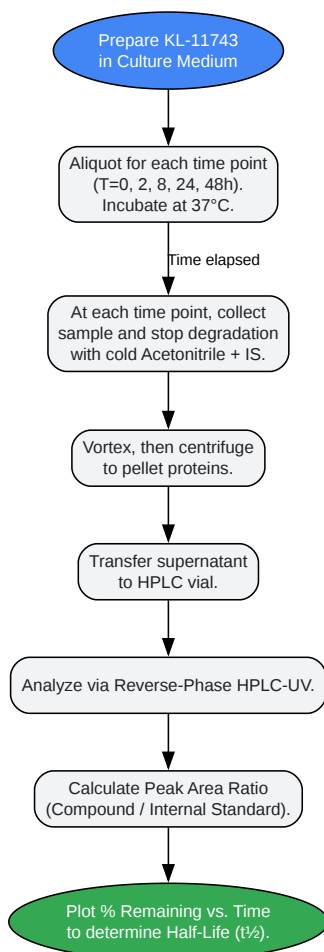 Prepare KL-11743
in Culture Medium
Aliquot for each time point
(T=0, 2, 8, 24, 48h).
Incubate at 37°C.
Time elapsed
At each time point, collect
sample and stop degradation
with cold Acetonitrile + IS.
Vortex, then centrifuge
to pellet proteins.
Transfer supernatant
to HPLC vial.
Analyze via Reverse-Phase HPLC-UV.
Calculate Peak Area Ratio
(Compound / Internal Standard).
Plot % Remaining vs. Time
to determine Half-Life (t½).